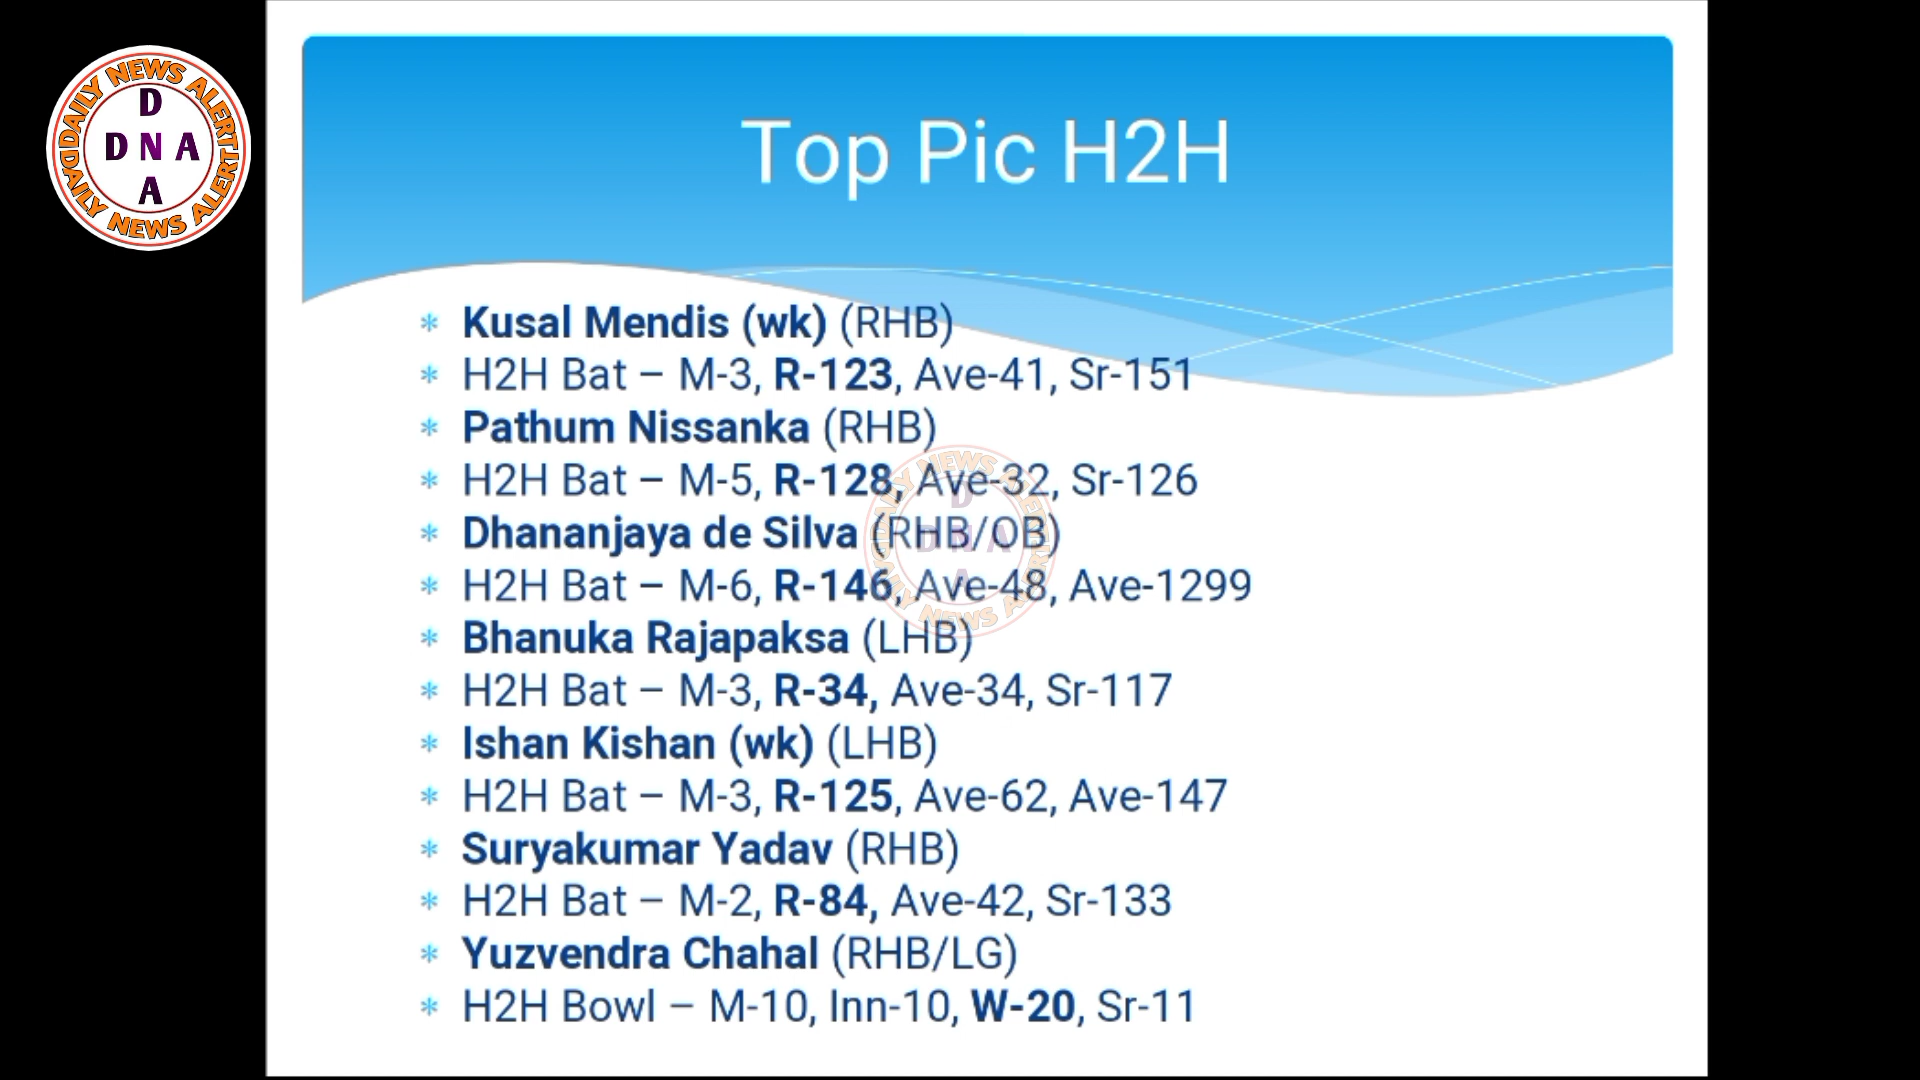 DAILY NEWS ALERT
D
D N A
A
DAILY NEWS ALERT
Top Pic H2H
* Kusal Mendis (wk) (RHB)
* H2H Bat – M-3, R-123, Ave-41, Sr-151
* Pathum Nissanka (RHB)
* H2H Bat – M-5, R-128, Ave-32, Sr-126
* Dhananjaya de Silva (RHB/OB)
* H2H Bat – M-6, R-146, Ave-48, Ave-1299
* Bhanuka Rajapaksa (LHB)
* H2H Bat – M-3, R-34, Ave-34, Sr-117
* Ishan Kishan (wk) (LHB)
* H2H Bat – M-3, R-125, Ave-62, Ave-147
* Suryakumar Yadav (RHB)
* H2H Bat – M-2, R-84, Ave-42, Sr-133
* Yuzvendra Chahal (RHB/LG)
* H2H Bowl – M-10, Inn-10, W-20, Sr-11